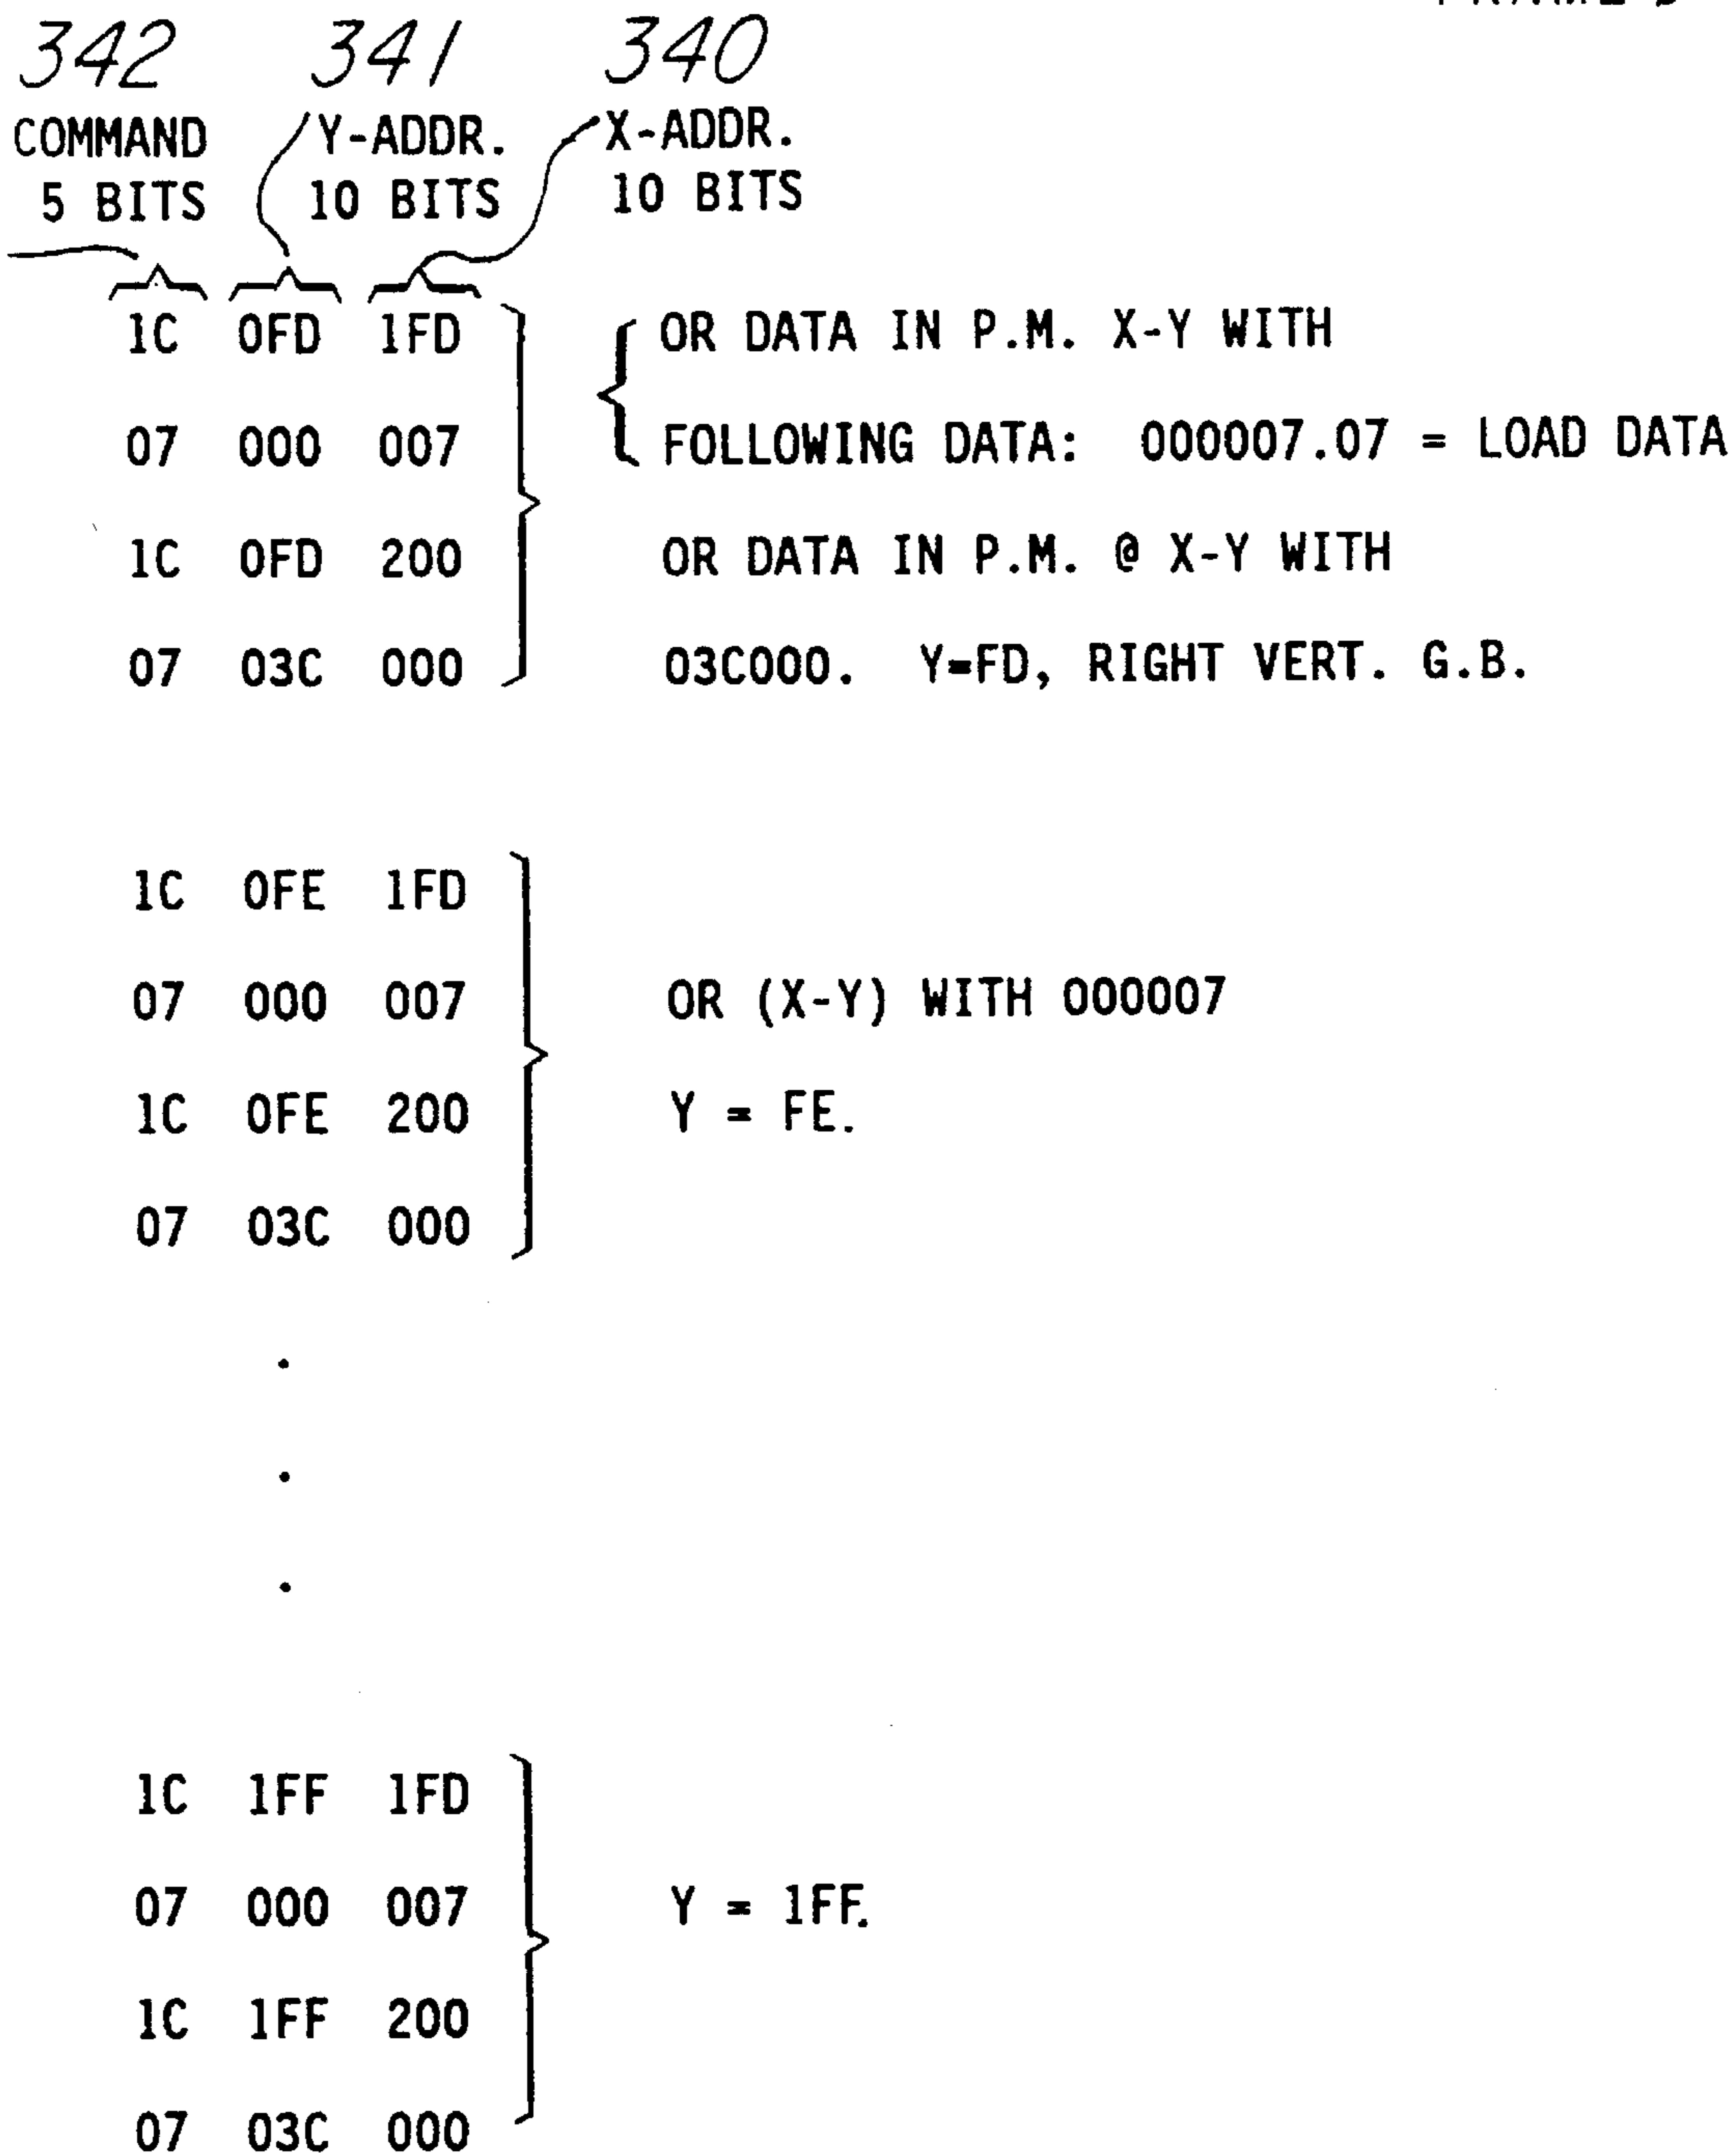 342 341 340
COMMAND Y-ADDR. X-ADDR.
5 BITS 10 BITS 10 BITS
1C 0FD 1FD OR DATA IN P.M. X-Y WITH
07 000 007 FOLLOWING DATA: 000007.07 = LOAD DATA
1C 0FD 200 OR DATA IN P.M. @ X-Y WITH
07 03C 000 03C000. Y=FD, RIGHT VERT. G.B.
1C 0FE 1FD
07 000 007 OR (X-Y) WITH 000007
1C 0FE 200 Y = FE.
07 03C 000
.
.
.
1C 1FF 1FD
07 000 007 Y = 1FF.
1C 1FF 200
07 03C 000